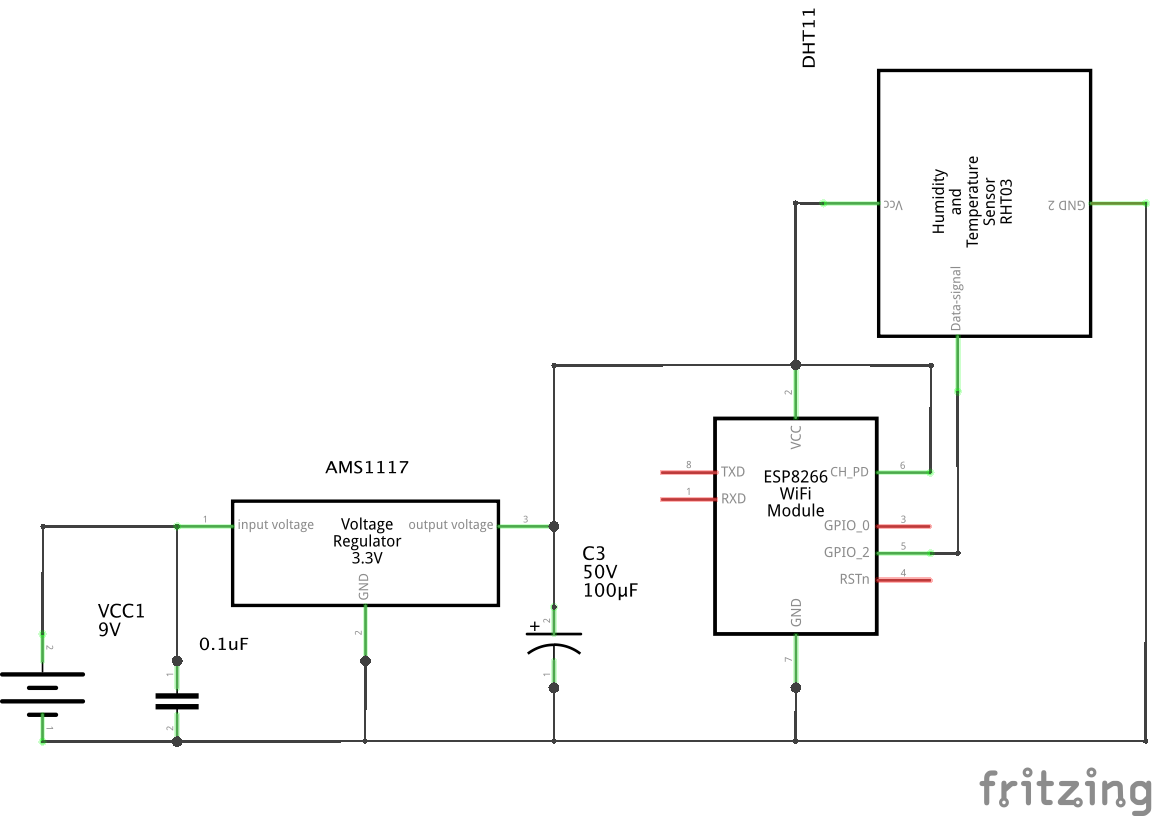 DHT11
Humidity
and
Temperature
Sensor
RHT03
Vcc
GND 2
Data-signal
AMS1117
1
input voltage
Voltage
Regulator
3.3V
output voltage
3
GND
2
VCC1
9V
2
1
0.1uF
1
2
C3
50V
100µF
+
2
1
2
VCC
ESP8266
WiFi
Module
8
TXD
1
RXD
CH_PD
6
GPIO_0
3
GPIO_2
5
RSTn
4
GND
7
fritzing